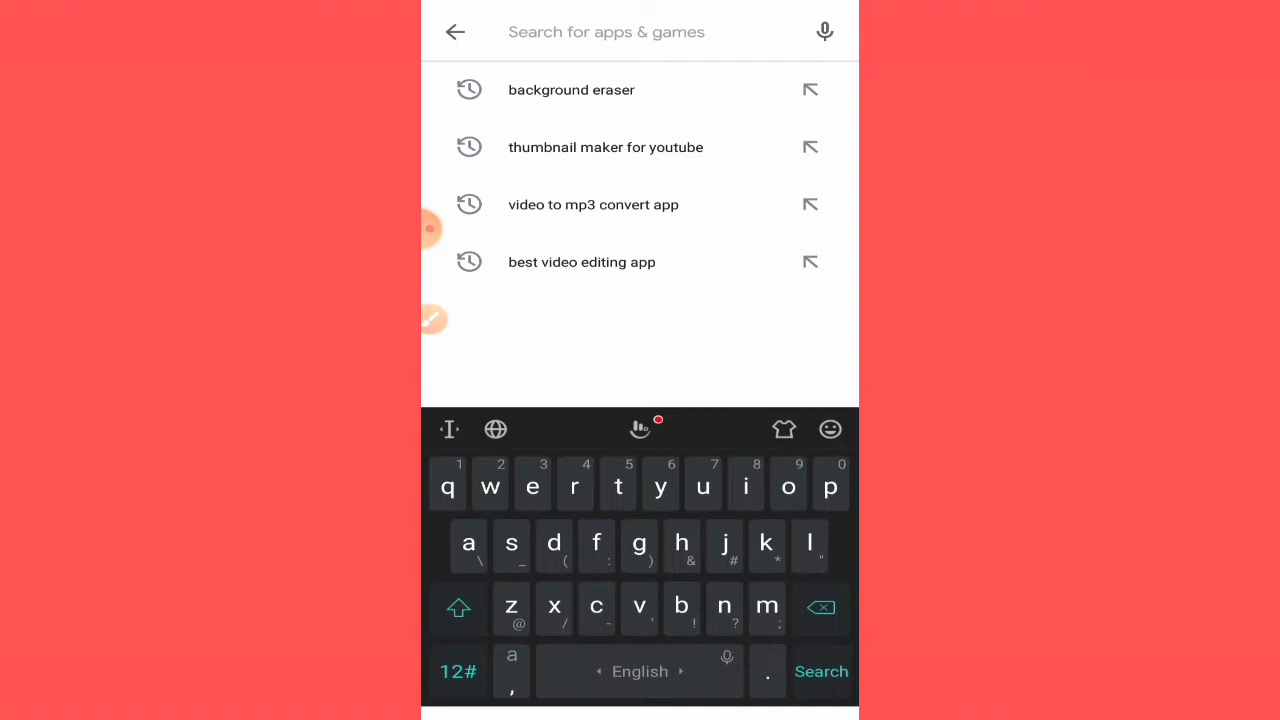 Search for apps & games
background eraser
thumbnail maker for youtube
video to mp3 convert app
best video editing app
1 2 3 4 5 6 7 8 9 0
q w e r t y u i o p
a s d f g h j k l
\ _ ( : ) & # * "
z x c v b n m
@ / - ' ! ? ;
a
12# , English . Search